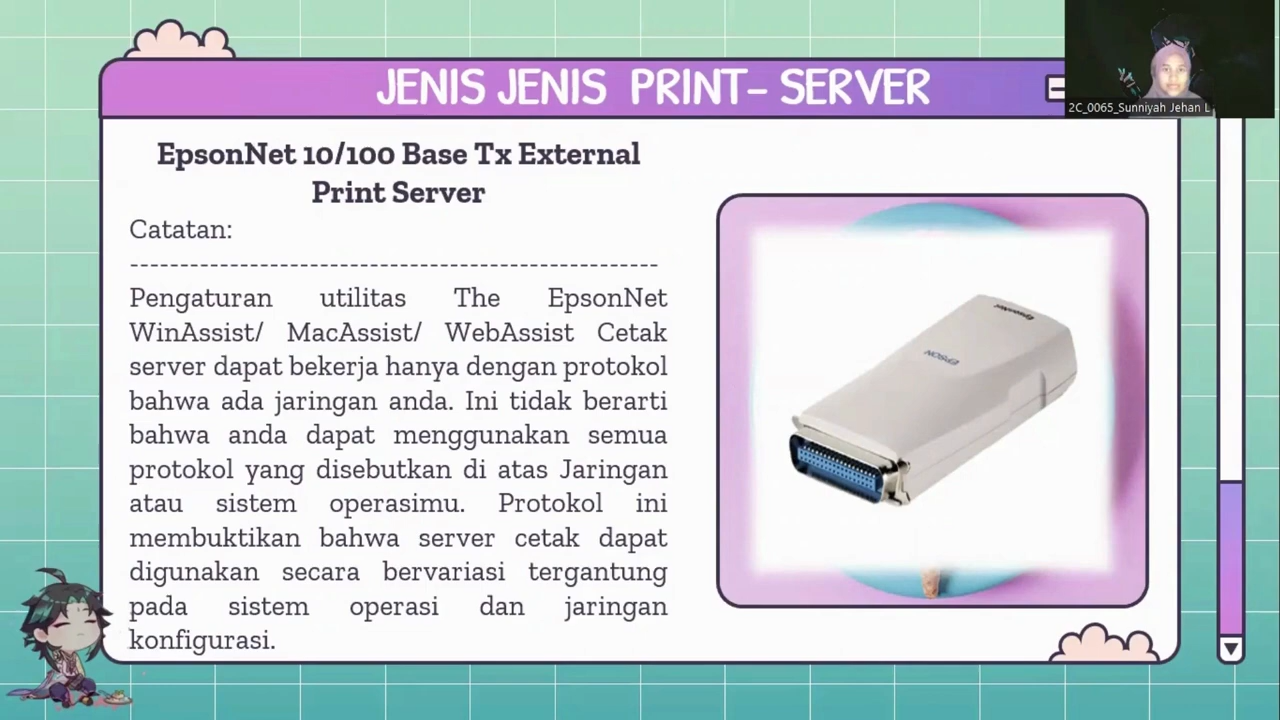 JENIS JENIS PRINT- SERVER
2C_0065_Sunniyah Jehan L
EpsonNet 10/100 Base Tx External
Print Server
Catatan:
-----------------------------------------------------
Pengaturan utilitas The EpsonNet
WinAssist/ MacAssist/ WebAssist Cetak
server dapat bekerja hanya dengan protokol
bahwa ada jaringan anda. Ini tidak berarti
bahwa anda dapat menggunakan semua
protokol yang disebutkan di atas Jaringan
atau sistem operasimu. Protokol ini
membuktikan bahwa server cetak dapat
digunakan secara bervariasi tergantung
pada sistem operasi dan jaringan
konfigurasi.
EpsonNet
EPSON